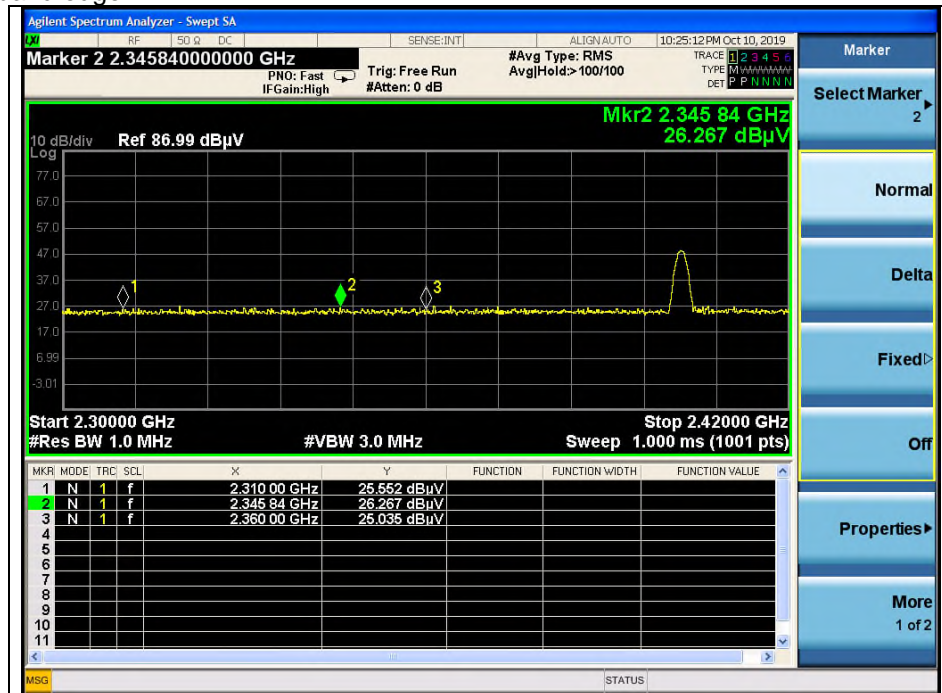 Agilent Spectrum Analyzer - Swept SA
LXI RF 50 Ω DC SENSE:INT ALIGN AUTO 10:25:12 PM Oct 10, 2019
Marker 2 2.345840000000 GHz
PNO: Fast
IFGain:High
Trig: Free Run
#Atten: 0 dB
#Avg Type: RMS
Avg|Hold:>100/100
TRACE 1 2 3 4 5 6
TYPE M
DET P P N N N N
Mkr2 2.345 84 GHz
26.267 dBµV
10 dB/div Ref 86.99 dBµV
Log
77.0
67.0
57.0
47.0
37.0
27.0
17.0
6.99
-3.01
1
2
3
Start 2.30000 GHz Stop 2.42000 GHz
#Res BW 1.0 MHz #VBW 3.0 MHz Sweep 1.000 ms (1001 pts)
MKR MODE TRC SCL X Y FUNCTION FUNCTION WIDTH FUNCTION VALUE
1 N 1 f 2.310 00 GHz 25.552 dBµV
2 N 1 f 2.345 84 GHz 26.267 dBµV
3 N 1 f 2.360 00 GHz 25.035 dBµV
4
5
6
7
8
9
10
11
MSG STATUS
Marker
Select Marker
2
Normal
Delta
Fixed
Off
Properties
More
1 of 2